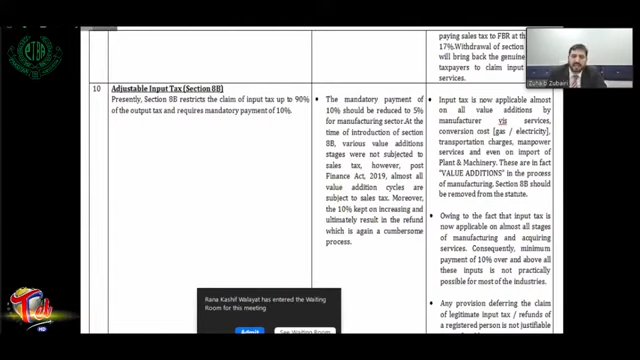 PTBA
paying sales tax to FBR at th
17%.Withdrawal of section
will bring back the genuine
taxpayers to claim input
services.
Zuhaib Zubairi
10
Adjustable Input Tax [Section 8B]
Presently, Section 8B restricts the claim of input tax up to 90%
of the output tax and requires mandatory payment of 10%.
• The mandatory payment of
10% should be reduced to 5%
for manufacturing sector.At the
time of introduction of section
8B, various value additions
stages were not subjected to
sales tax, however, post
Finance Act, 2019, almost all
value addition cycles are
subject to sales tax. Moreover,
the 10% kept on increasing and
ultimately result in the refund
which is again a cumbersome
process.
• Input tax is now applicable almost
on all value additions by
manufacturer vis services,
conversion cost [gas / electricity],
transportation charges, manpower
services and even on import of
Plant & Machinery. These are in fact
"VALUE ADDITIONS" in the process
of manufacturing. Section 8B should
be removed from the statute.
• Owing to the fact that input tax is
now applicable on almost all stages
of manufacturing and acquiring
services. Consequently, minimum
payment of 10% over and above all
these inputs is not practically
possible for most of the industries.
• Any provision deferring the claim of
legitimate input tax / refunds of
a registered person is not justifiable
Rana Kashif Walayat has entered the Waiting
Room for this meeting
Admit
See Waiting Room
HD